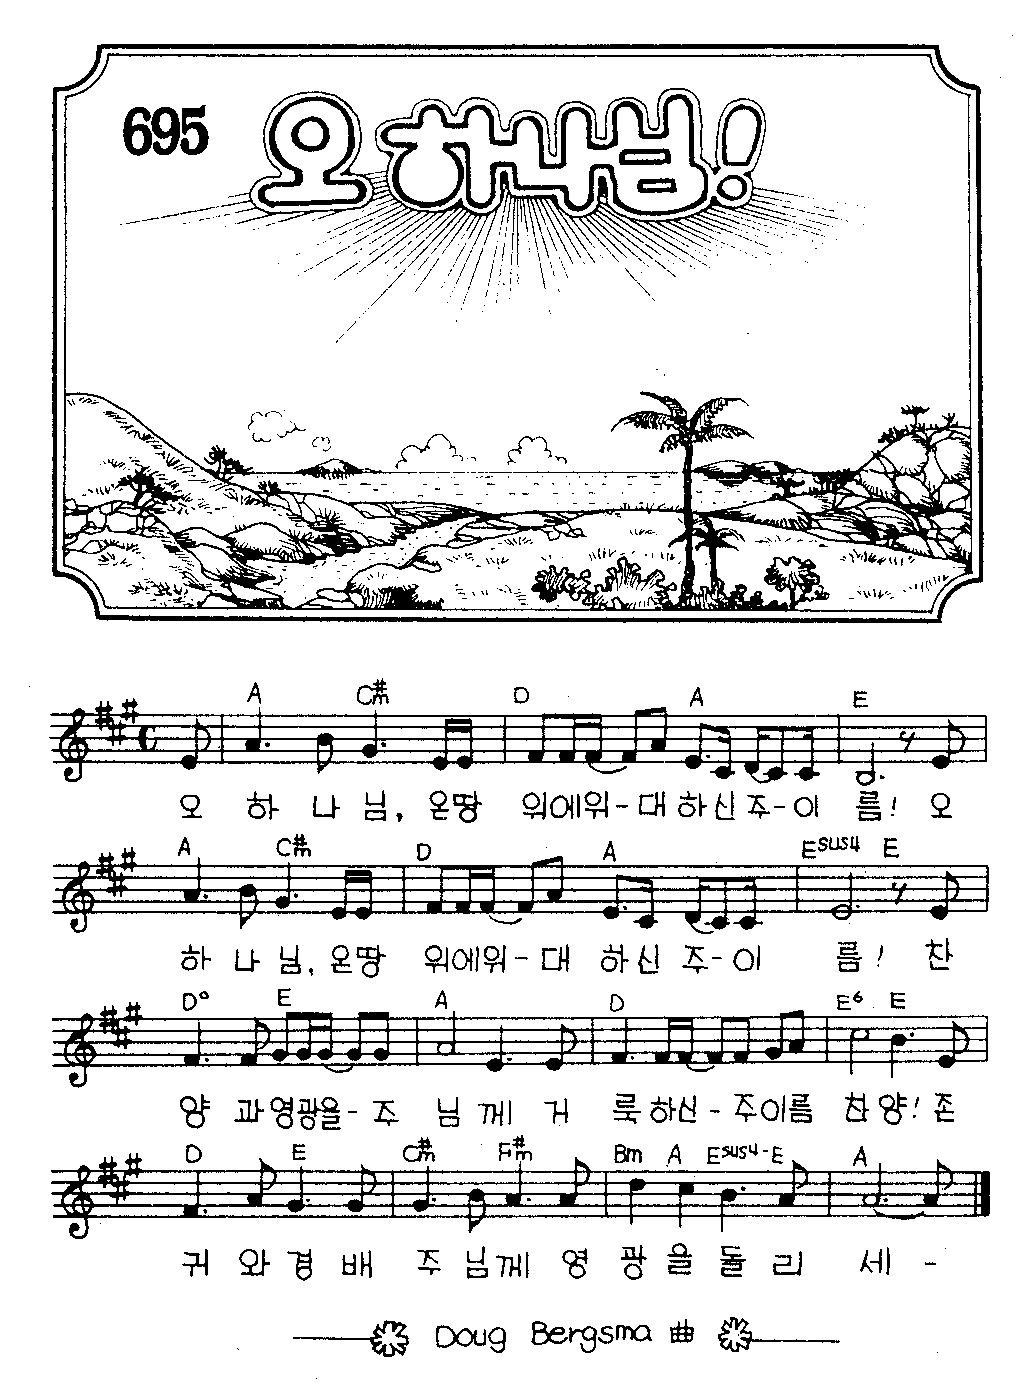 695
오 하나님!
A C#m D A E
오 하 나 님, 온땅 위에위-대하신주-이 름! 오
A C#m D A Esus4 E
하 나 님, 온땅 위에위-대 하신 주-이 름! 찬
D° E A D E6 E
양 과영광을-주 님 께 거 룩하신-주이름 찬양! 존
D E C#m F#m Bm A Esus4-E A
귀 와 경 배 주 님께 영 광 을 돌 리 세 -
Doug Bergsma 曲